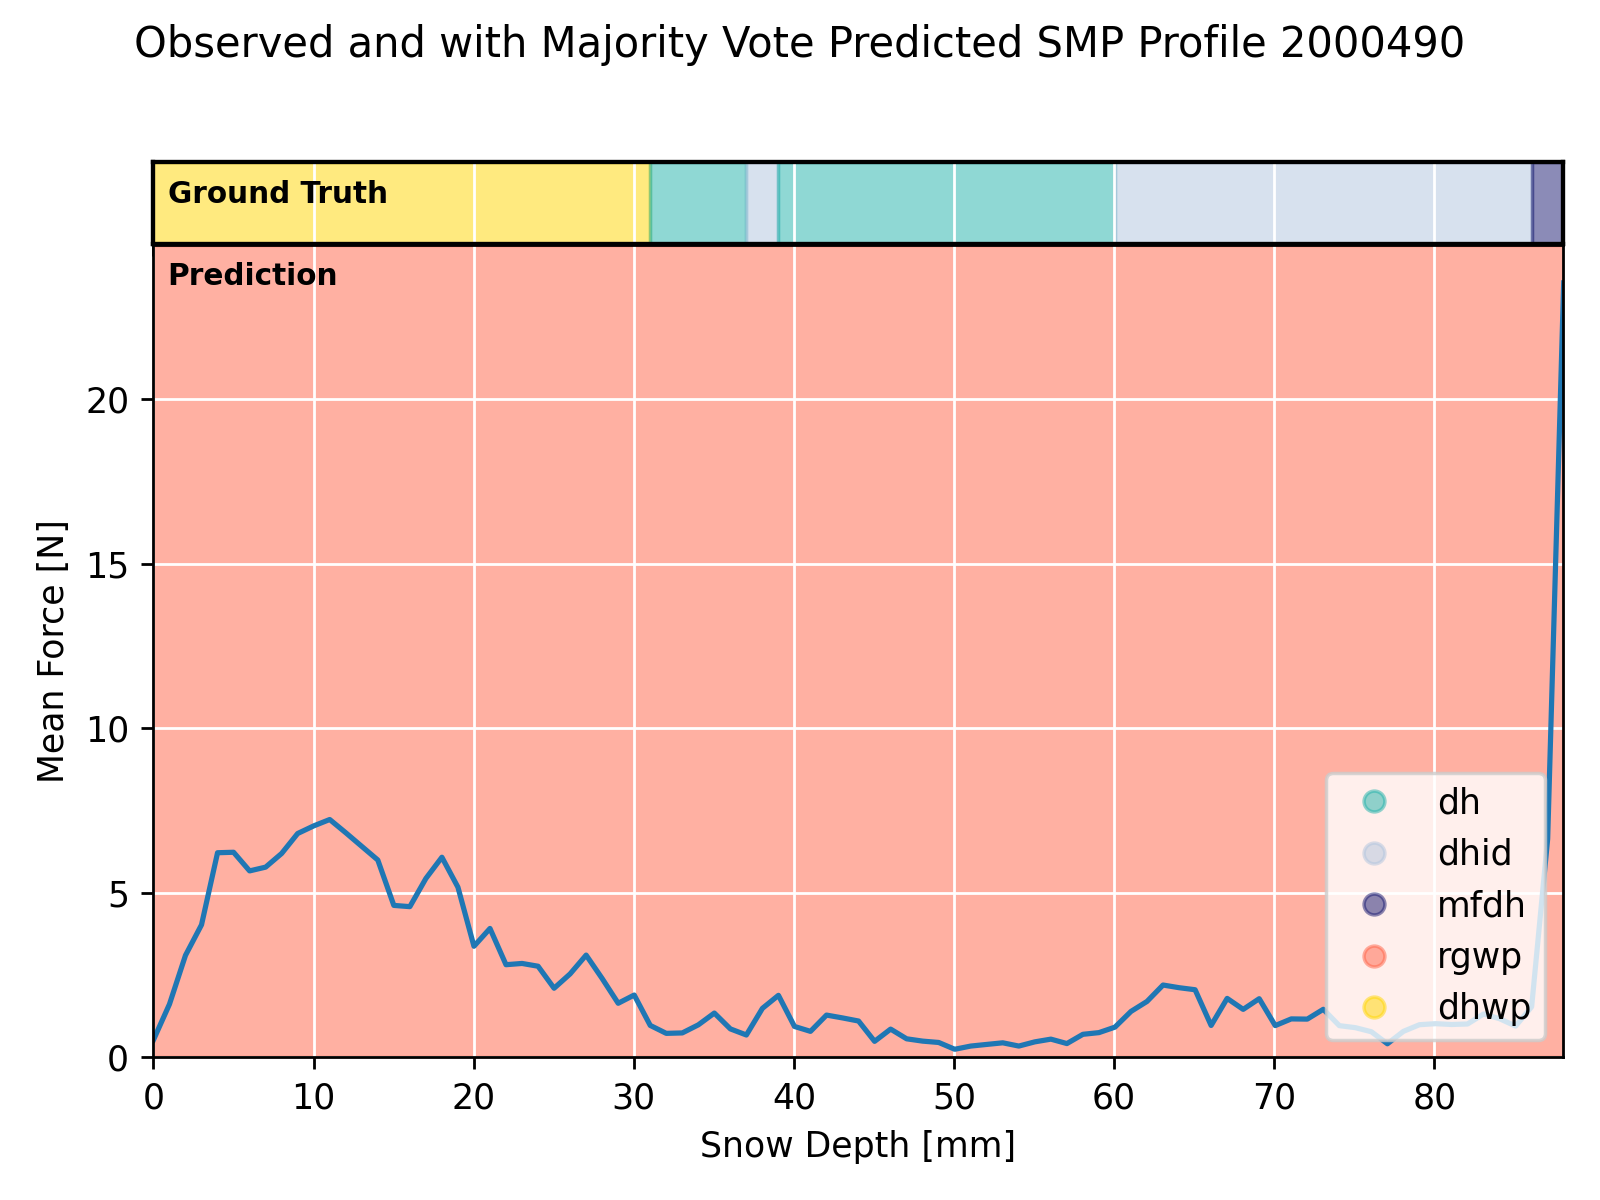 Observed and with Majority Vote Predicted SMP Profile 2000490
Ground Truth
Prediction
20
15
10
5
0
Mean Force [N]
dh
dhid
mfdh
rgwp
dhwp
0 10 20 30 40 50 60 70 80
Snow Depth [mm]